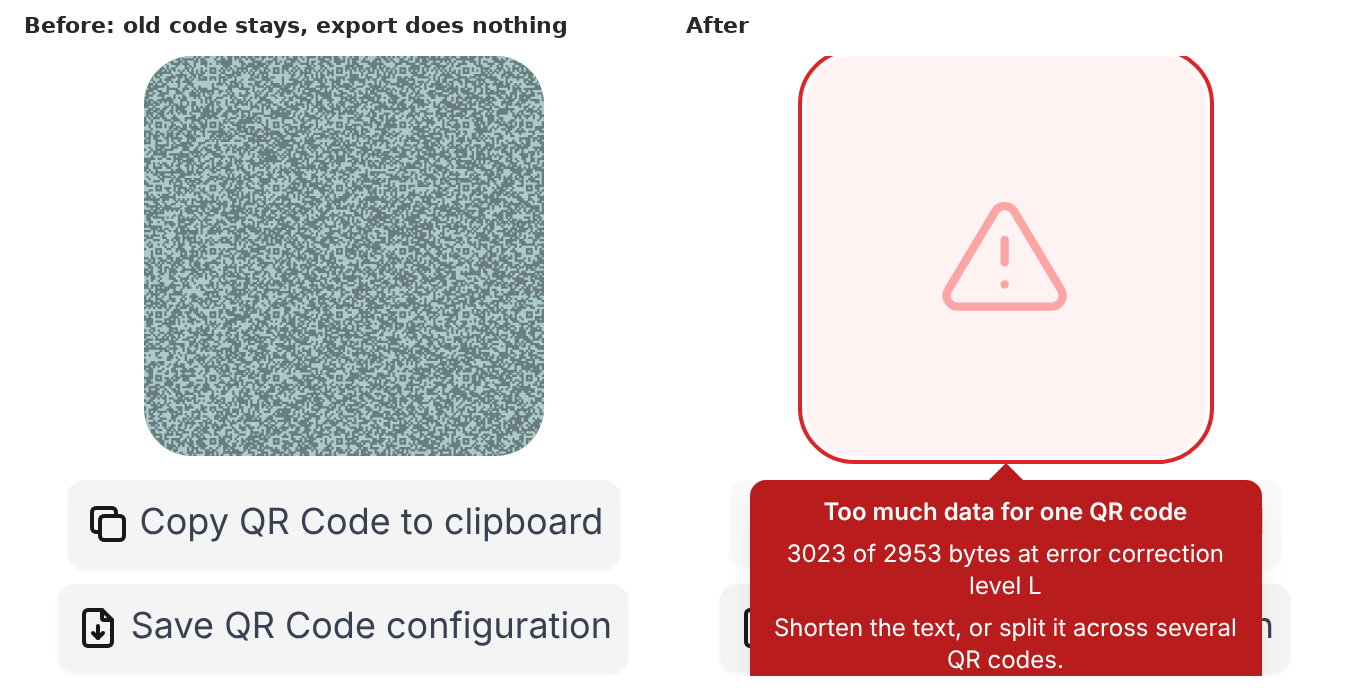 Before: old code stays, export does nothing
After
Copy QR Code to clipboard
Save QR Code configuration
Too much data for one QR code
3023 of 2953 bytes at error correction
level L
Shorten the text, or split it across several
QR codes.